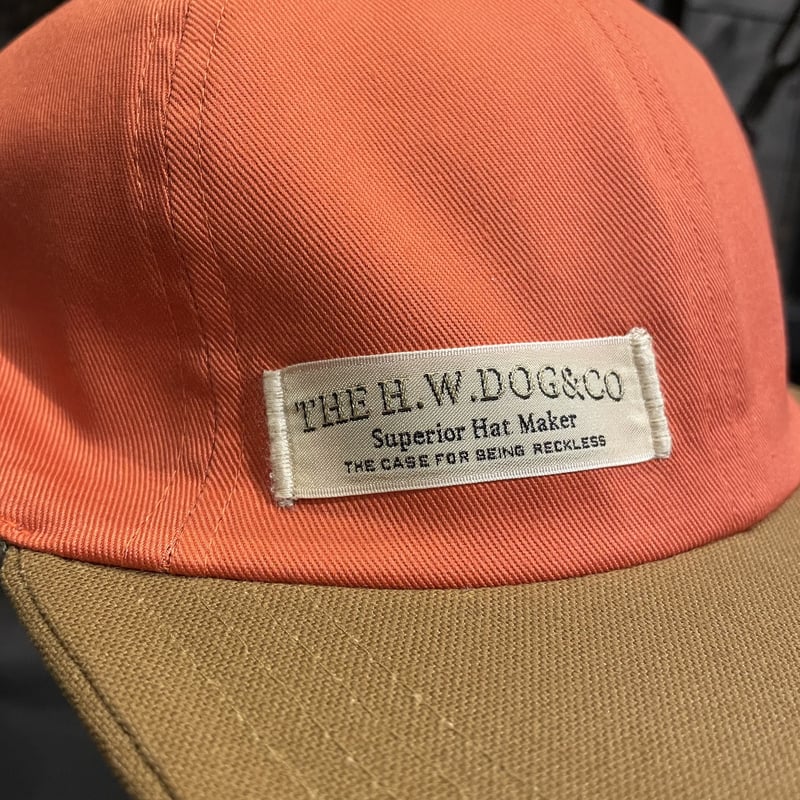 THE H.W.DOG&CO
Superior Hat Maker
THE CASE FOR BEING RECKLESS